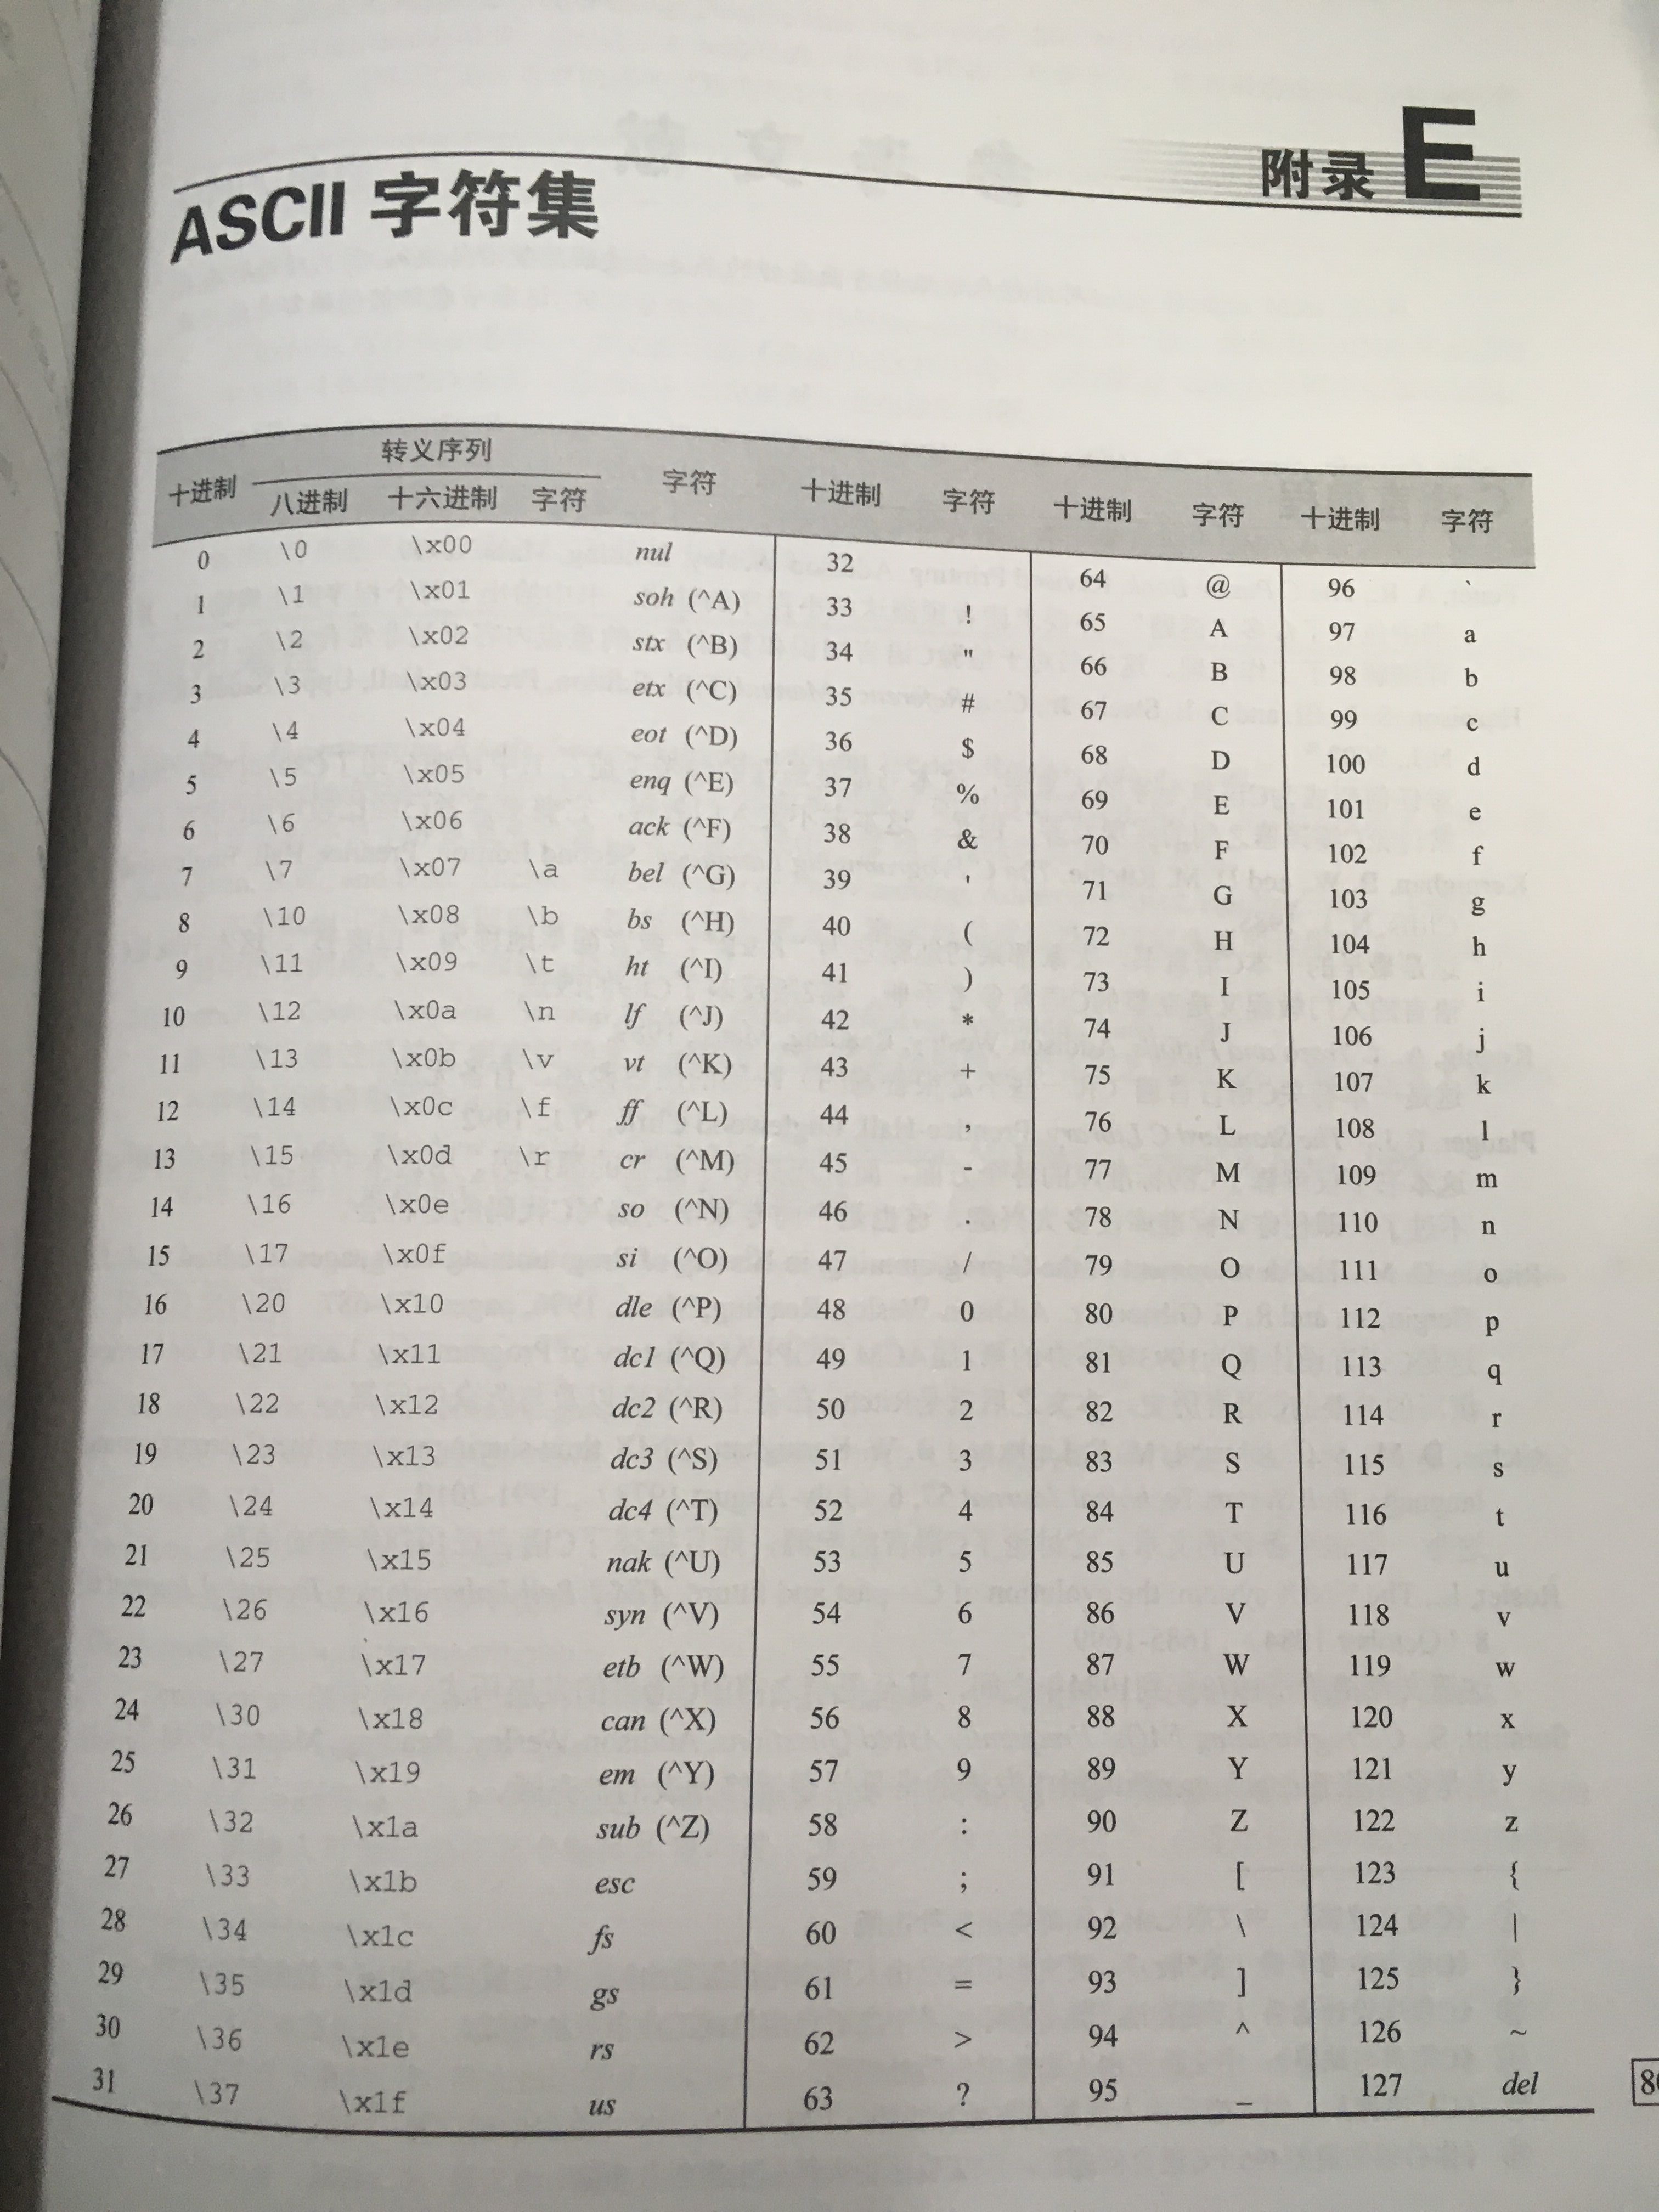 附录E
ASCII 字符集
转义序列
十进制 八进制 十六进制 字符 字符 十进制 字符 十进制 字符 十进制 字符
0 \0 \x00 nul 32 64 @ 96 `
1 \1 \x01 soh (^A) 33 ! 65 A 97 a
2 \2 \x02 stx (^B) 34 " 66 B 98 b
3 \3 \x03 etx (^C) 35 # 67 C 99 c
4 \4 \x04 eot (^D) 36 $ 68 D 100 d
5 \5 \x05 enq (^E) 37 % 69 E 101 e
6 \6 \x06 ack (^F) 38 & 70 F 102 f
7 \7 \x07 \a bel (^G) 39 ' 71 G 103 g
8 \10 \x08 \b bs (^H) 40 ( 72 H 104 h
9 \11 \x09 \t ht (^I) 41 ) 73 I 105 i
10 \12 \x0a \n lf (^J) 42 * 74 J 106 j
11 \13 \x0b \v vt (^K) 43 + 75 K 107 k
12 \14 \x0c \f ff (^L) 44 , 76 L 108 l
13 \15 \x0d \r cr (^M) 45 - 77 M 109 m
14 \16 \x0e so (^N) 46 . 78 N 110 n
15 \17 \x0f si (^O) 47 / 79 O 111 o
16 \20 \x10 dle (^P) 48 0 80 P 112 p
17 \21 \x11 dc1 (^Q) 49 1 81 Q 113 q
18 \22 \x12 dc2 (^R) 50 2 82 R 114 r
19 \23 \x13 dc3 (^S) 51 3 83 S 115 s
20 \24 \x14 dc4 (^T) 52 4 84 T 116 t
21 \25 \x15 nak (^U) 53 5 85 U 117 u
22 \26 \x16 syn (^V) 54 6 86 V 118 v
23 \27 \x17 etb (^W) 55 7 87 W 119 w
24 \30 \x18 can (^X) 56 8 88 X 120 x
25 \31 \x19 em (^Y) 57 9 89 Y 121 y
26 \32 \x1a sub (^Z) 58 : 90 Z 122 z
27 \33 \x1b esc 59 ; 91 [ 123 {
28 \34 \x1c fs 60 < 92 \ 124 |
29 \35 \x1d gs 61 = 93 ] 125 }
30 \36 \x1e rs 62 > 94 ^ 126 ~
31 \37 \x1f us 63 ? 95 _ 127 del